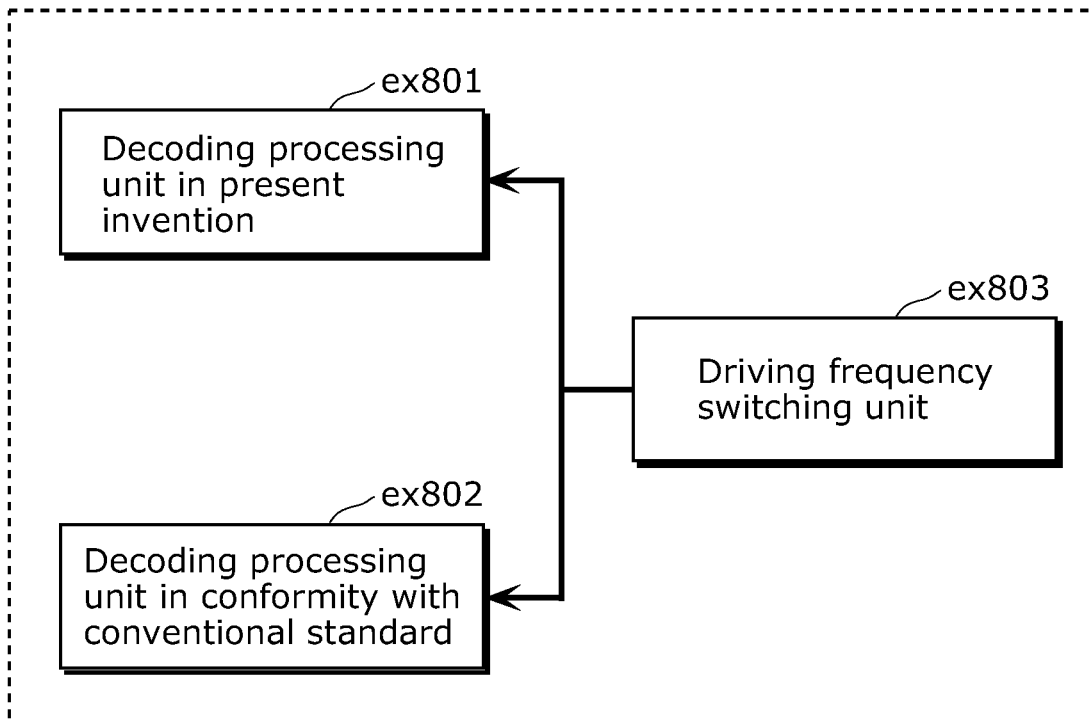 ex801
Decoding processing
unit in present
invention
ex803
Driving frequency
switching unit
ex802
Decoding processing
unit in conformity with
conventional standard